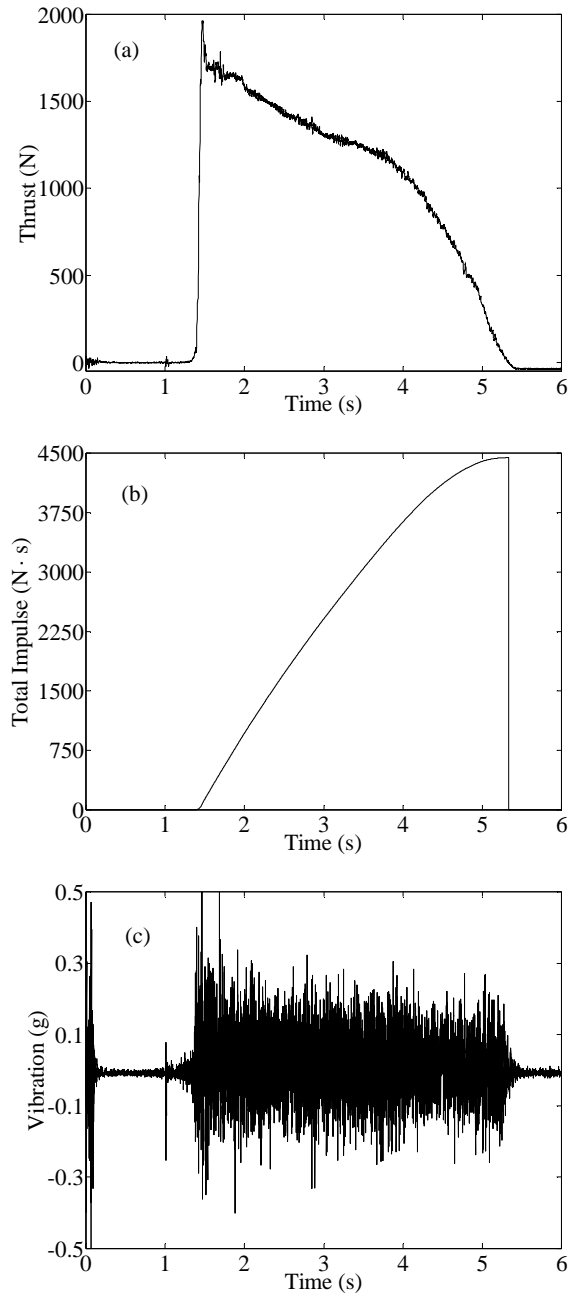 (a)
Thrust (N)
2000
1500
1000
500
0
0 1 2 3 4 5 6
Time (s)
(b)
Total Impulse (N· s)
4500
3750
3000
2250
1500
750
0
0 1 2 3 4 5 6
Time (s)
(c)
Vibration (g)
0.5
0.3
0.1
-0.1
-0.3
-0.5
0 1 2 3 4 5 6
Time (s)